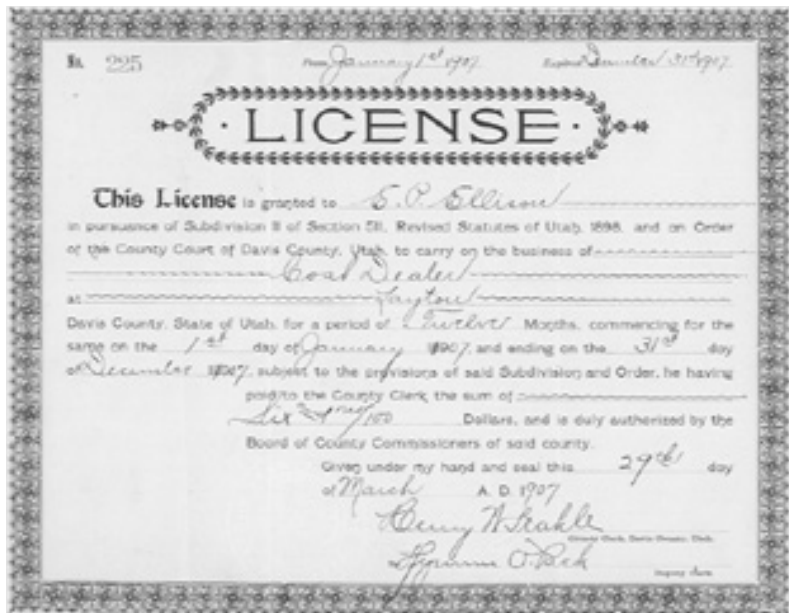 No. 225 From January 1st 1907 Expires December 31st 1907
· LICENSE ·
This License is granted to E. P. Ellison
in pursuance of Subdivision 11 of Section 511, Revised Statutes of Utah, 1898, and on Order
of the County Court of Davis County, Utah, to carry on the business of
Coal Dealer
at Layton
Davis County, State of Utah, for a period of Twelve Months, commencing for the
same on the 1st day of January 1907, and ending on the 31st day
of December 1907, subject to the provisions of said Subdivision and Order, he having
paid to the County Clerk the sum of
Six & no/100 Dollars, and is duly authorized by the
Board of County Commissioners of said county.
Given under my hand and seal this 29th day
of March A. D. 1907
Henry W.
County Clerk, Davis County, Utah.
Deputy Clerk.